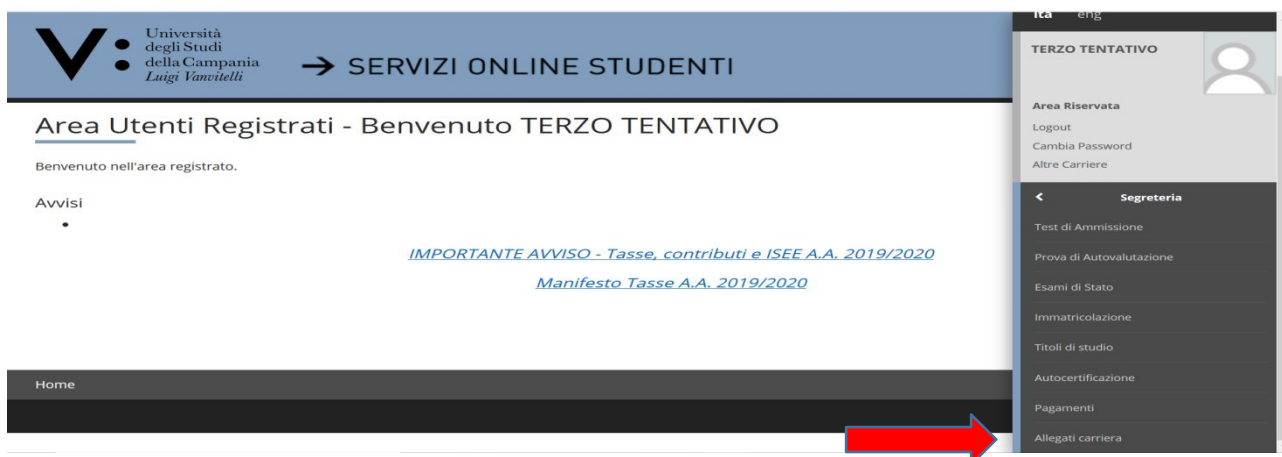 Università
degli Studi
della Campania
Luigi Vanvitelli
→ SERVIZI ONLINE STUDENTI
ita eng
TERZO TENTATIVO
Area Riservata
Logout
Cambia Password
Altre Carriere
Area Utenti Registrati - Benvenuto TERZO TENTATIVO
Benvenuto nell'area registrato.
Avvisi
•
IMPORTANTE AVVISO - Tasse, contributi e ISEE A.A. 2019/2020
Manifesto Tasse A.A. 2019/2020
Home
Segreteria
Test di Ammissione
Prova di Autovalutazione
Esami di Stato
Immatricolazione
Titoli di studio
Autocertificazione
Pagamenti
Allegati carriera